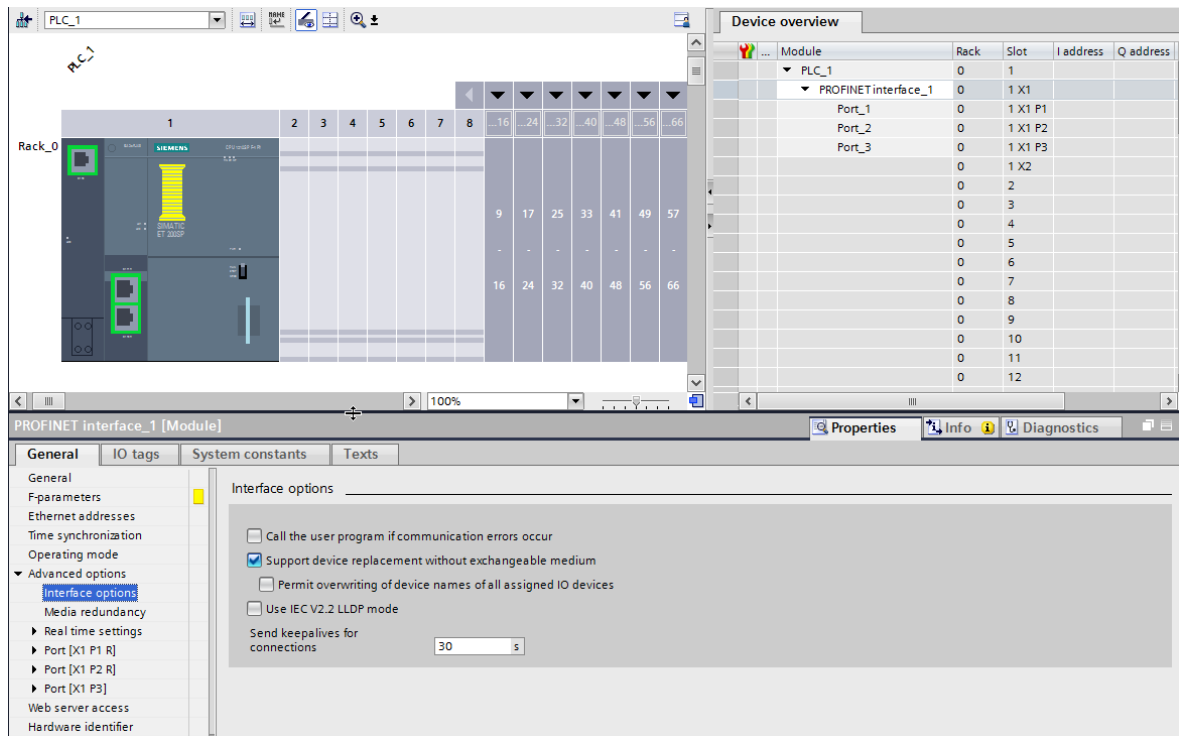 PLC_1
NAME
Device overview
PLC_1
... Module Rack Slot I address Q address
PLC_1 0 1
PROFINET interface_1 0 1 X1
Port_1 0 1 X1 P1
Port_2 0 1 X1 P2
Port_3 0 1 X1 P3
0 1 X2
0 2
0 3
0 4
0 5
0 6
0 7
0 8
0 9
0 10
0 11
0 12
1 2 3 4 5 6 7 8 ...16 ...24 ...32 ...40 ...48 ...56 ...66
Rack_0
SIEMENS
SIMATIC
ET 200SP
9 17 25 33 41 49 57
- - - - - - -
16 24 32 40 48 56 66
100%
PROFINET interface_1 [Module]
Properties Info Diagnostics
General IO tags System constants Texts
General
F-parameters
Ethernet addresses
Time synchronization
Operating mode
Advanced options
Interface options
Media redundancy
Real time settings
Port [X1 P1 R]
Port [X1 P2 R]
Port [X1 P3]
Web server access
Hardware identifier
Interface options
Call the user program if communication errors occur
Support device replacement without exchangeable medium
Permit overwriting of device names of all assigned IO devices
Use IEC V2.2 LLDP mode
Send keepalives for
connections 30 s